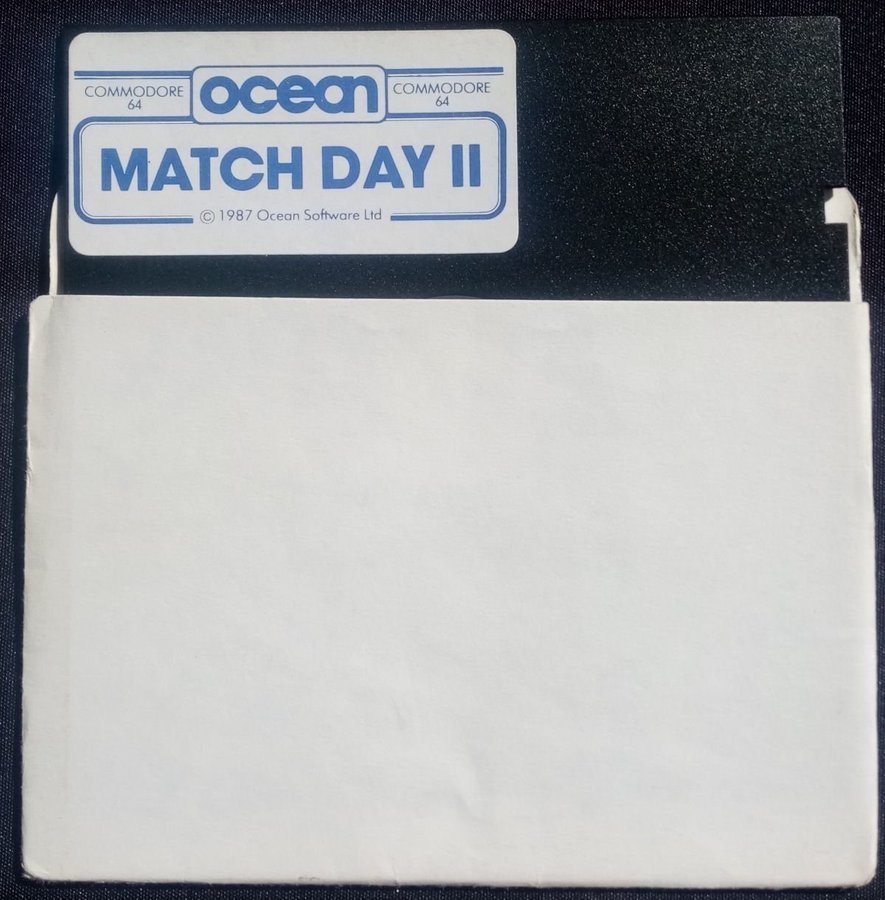 COMMODORE 64
ocean
COMMODORE 64
MATCH DAY II
© 1987 Ocean Software Ltd